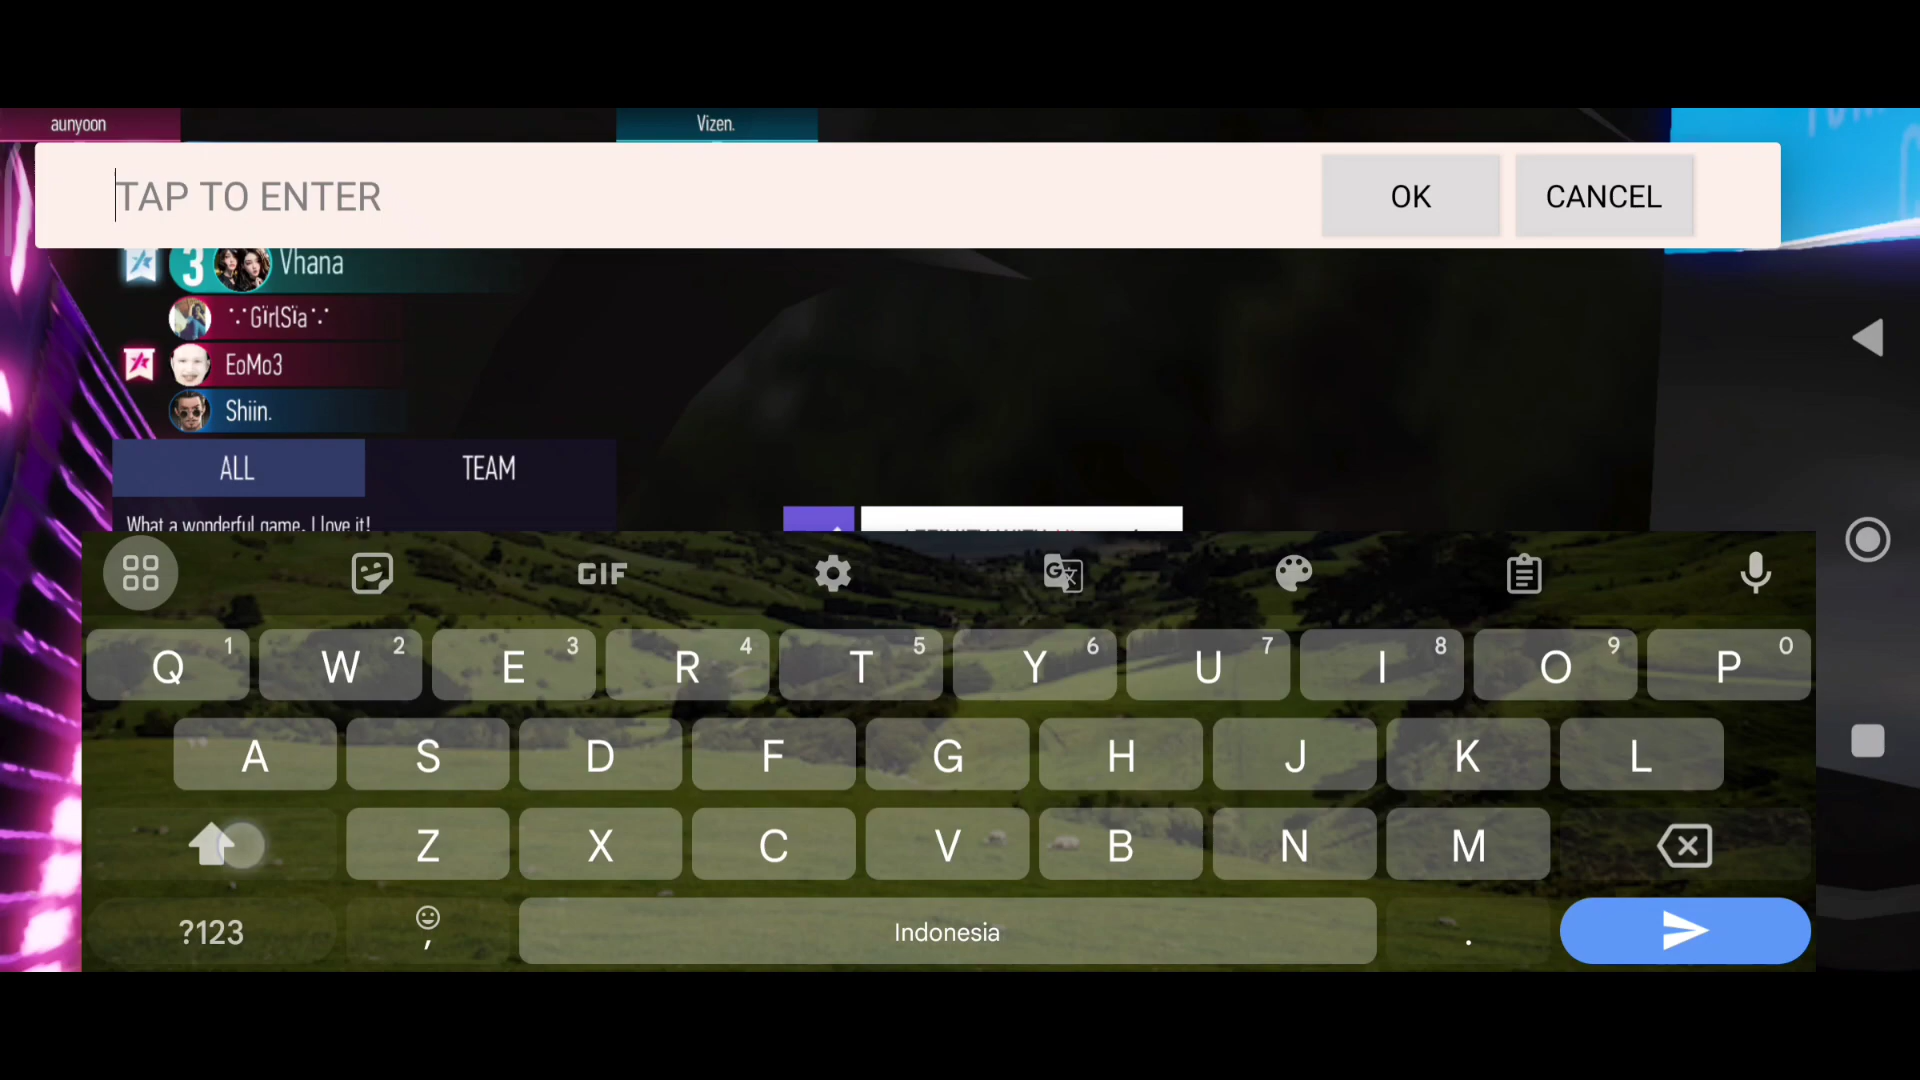 aunyoon
Vizen.
TAP TO ENTER
OK
CANCEL
3
Vhana
∵GïrlSïa∵
EoMo3
Shiin.
ALL
TEAM
What a wonderful game, I love it!
GIF
Q 1 W 2 E 3 R 4 T 5 Y 6 U 7 I 8 O 9 P 0
A S D F G H J K L
Z X C V B N M
?123 , Indonesia .